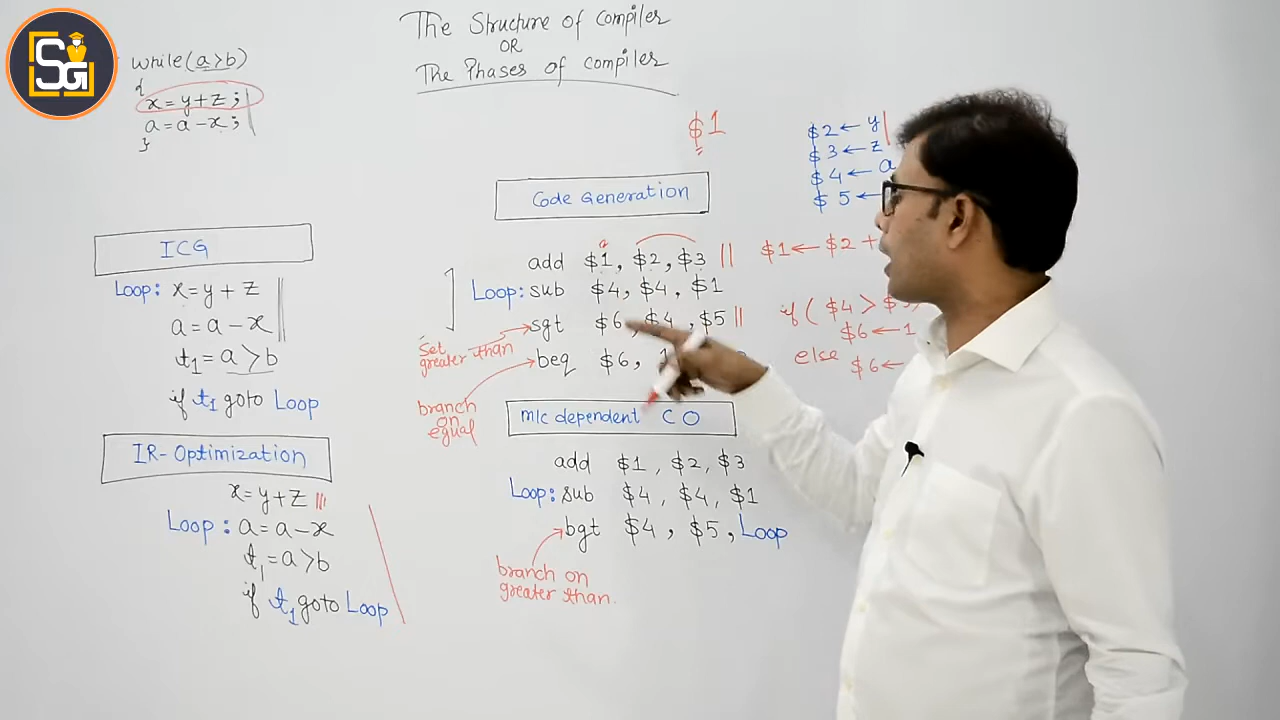 SG
The Structure of compiler
OR
The Phases of compiler
while(a>b)
{
x=y+z;
a=a-x;
}
ICG
Loop: x=y+z
a=a-x
t1=a>b
if t1 goto Loop
IR-Optimization
x=y+z
Loop: a=a-x
t1=a>b
if t1 goto Loop
$1
Code Generation
add $1, $2, $3
Loop: sub $4, $4, $1
sgt $6, $4, $5
Set
greater than
beq $6, 1
branch
on
equal
M/c dependent CO
add $1, $2, $3
Loop: sub $4, $4, $1
bgt $4, $5, Loop
branch on
greater than.
$2 ← y
$3 ← z
$4 ← a
$5 ←
$1 ← $2 +
if ( $4 > $5
$6 ← 1
else $6 ←